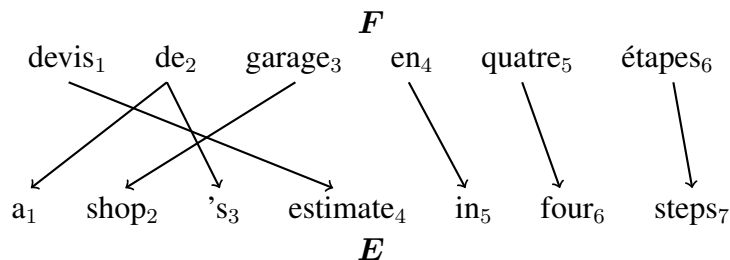 F
devis₁ de₂ garage₃ en₄ quatre₅ étapes₆
a₁ shop₂ ’s₃ estimate₄ in₅ four₆ steps₇
E